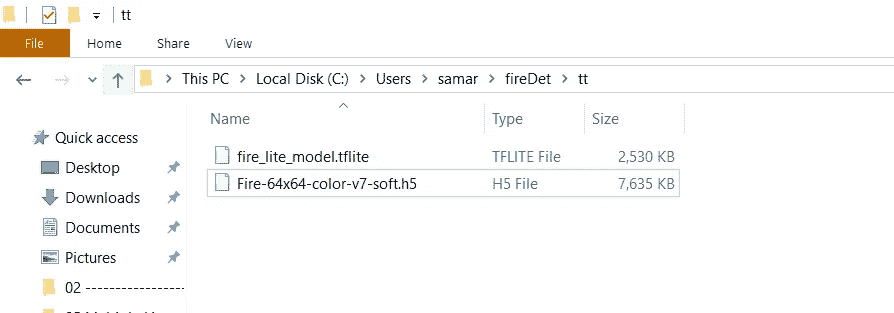 tt
File Home Share View
This PC > Local Disk (C:) > Users > samar > fireDet > tt
Name Type Size
Quick access
fire_lite_model.tflite TFLITE File 2,530 KB
Desktop
Fire-64x64-color-v7-soft.h5 H5 File 7,635 KB
Downloads
Documents
Pictures
02 -----------------